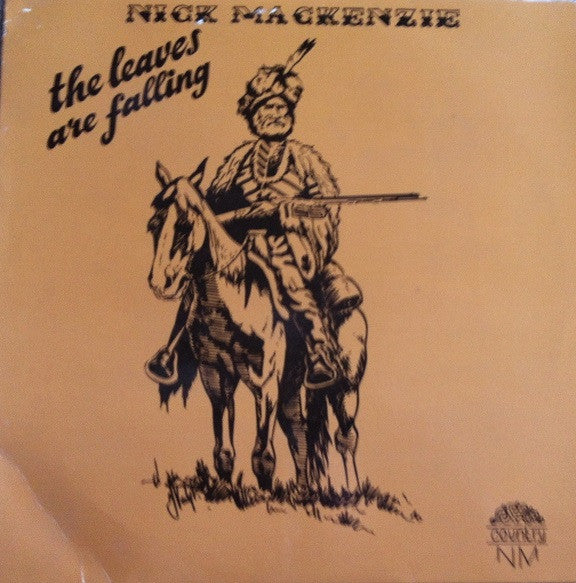 NICK MACKENZIE
the leaves
are falling
COUNTRY
NM